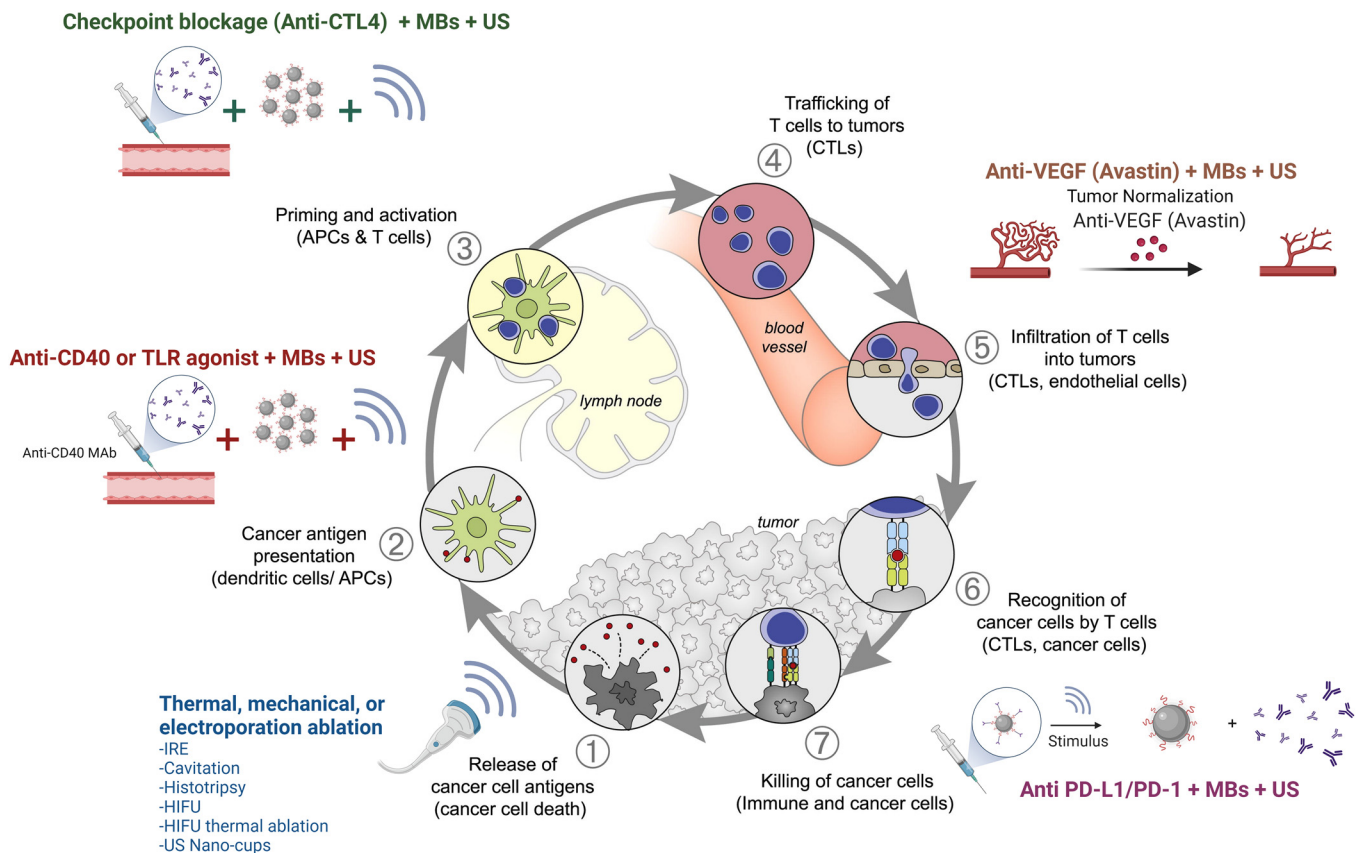 Checkpoint blockage (Anti-CTL4) + MBs + US
+
+
Trafficking of
T cells to tumors
(CTLs)
4
Anti-VEGF (Avastin) + MBs + US
Tumor Normalization
Anti-VEGF (Avastin)
Priming and activation
(APCs & T cells)
3
blood
vessel
5
Infiltration of T cells
into tumors
(CTLs, endothelial cells)
Anti-CD40 or TLR agonist + MBs + US
+
+
Anti-CD40 MAb
lymph node
Cancer antigen
presentation
(dendritic cells/ APCs)
2
tumor
6
Recognition of
cancer cells by T cells
(CTLs, cancer cells)
Thermal, mechanical, or
electroporation ablation
-IRE
-Cavitation
-Histotripsy
-HIFU
-HIFU thermal ablation
-US Nano-cups
1
Release of
cancer cell antigens
(cancer cell death)
7
Killing of cancer cells
(Immune and cancer cells)
Stimulus
+
Anti PD-L1/PD-1 + MBs + US